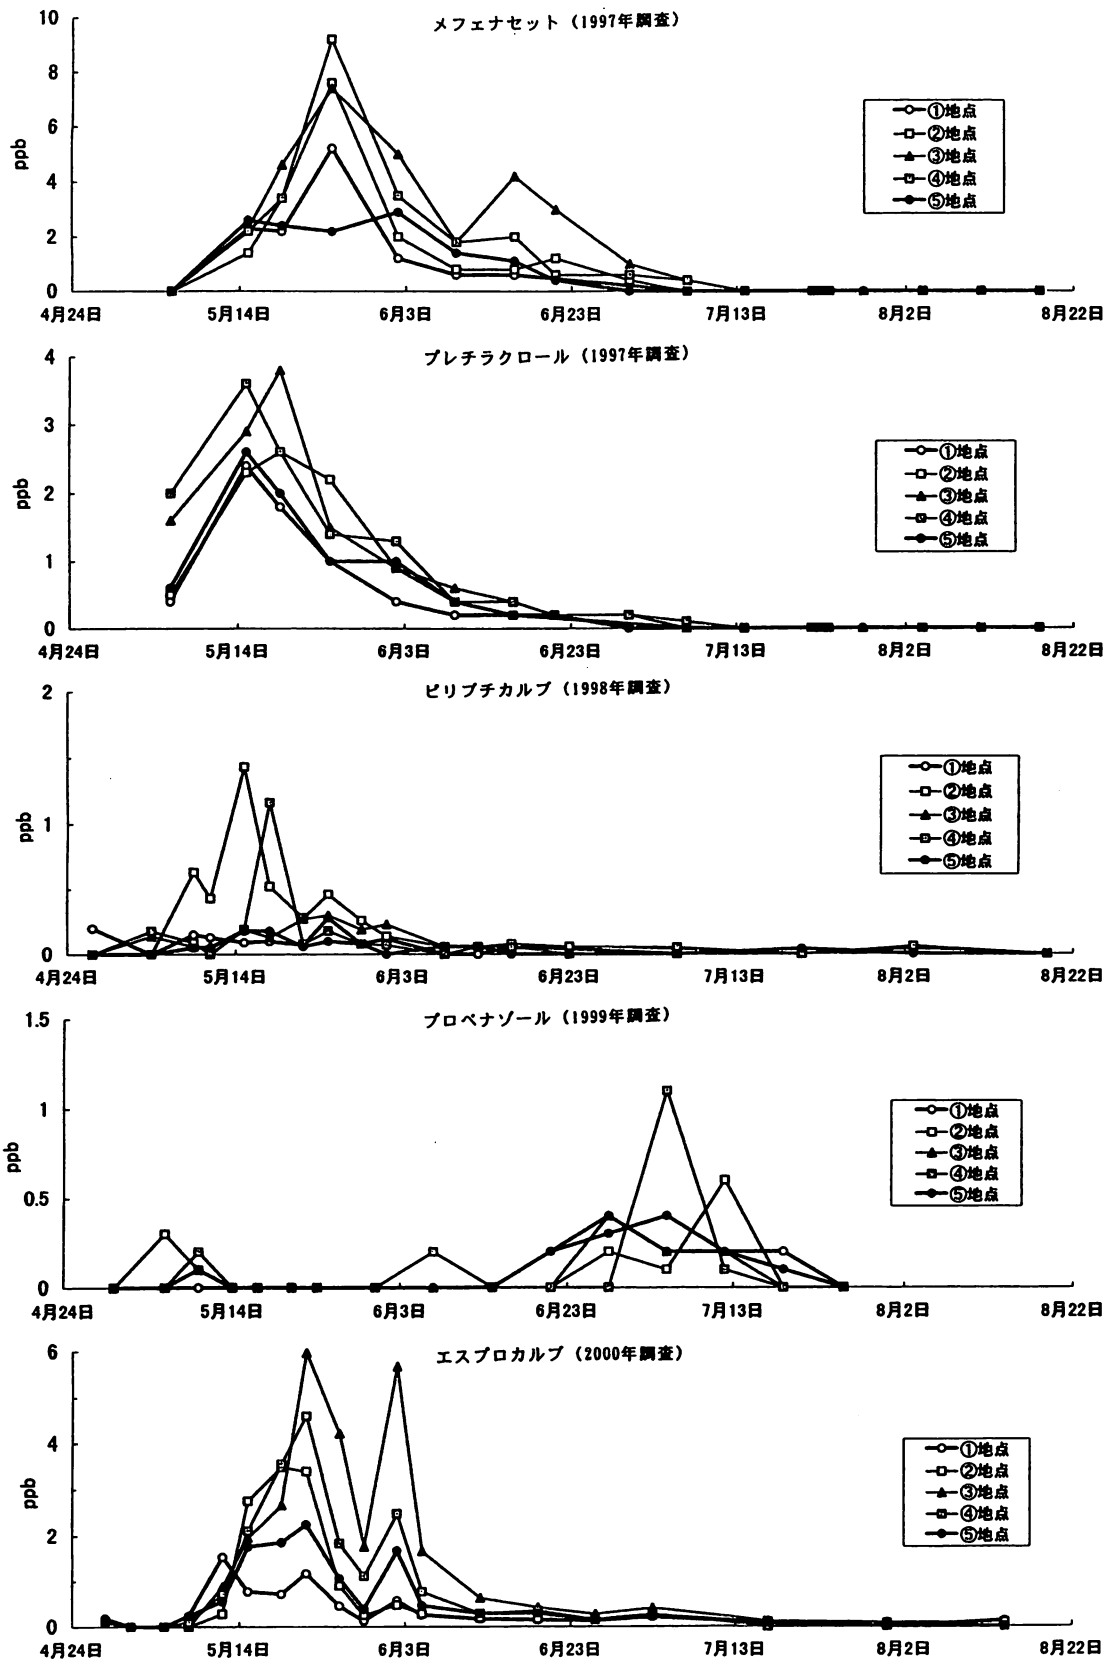 メフェナセット (1997年調査)
10
8
6
4
2
0
ppb
4月24日 5月14日 6月3日 6月23日 7月13日 8月2日 8月22日
①地点
②地点
③地点
④地点
⑤地点
プレチラクロール (1997年調査)
4
3
2
1
0
ppb
4月24日 5月14日 6月3日 6月23日 7月13日 8月2日 8月22日
①地点
②地点
③地点
④地点
⑤地点
ピリブチカルブ (1998年調査)
2
1
0
ppb
4月24日 5月14日 6月3日 6月23日 7月13日 8月2日 8月22日
①地点
②地点
③地点
④地点
⑤地点
プロペナゾール (1999年調査)
1.5
1
0.5
0
ppb
4月24日 5月14日 6月3日 6月23日 7月13日 8月2日 8月22日
①地点
②地点
③地点
④地点
⑤地点
エスプロカルブ (2000年調査)
6
4
2
0
ppb
4月24日 5月14日 6月3日 6月23日 7月13日 8月2日 8月22日
①地点
②地点
③地点
④地点
⑤地点